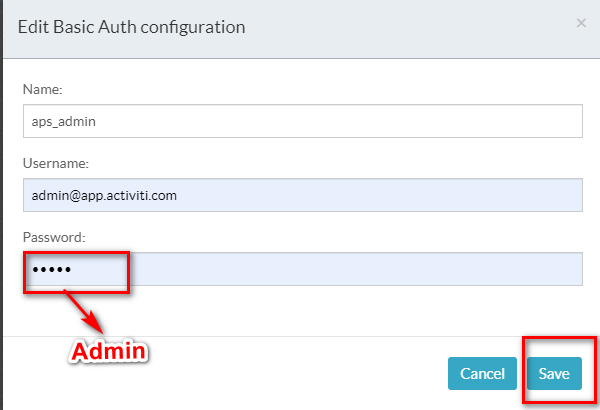 Edit Basic Auth configuration ×
Name:
aps_admin
Username:
admin@app.activiti.com
Password:
•••••
Admin
Cancel Save